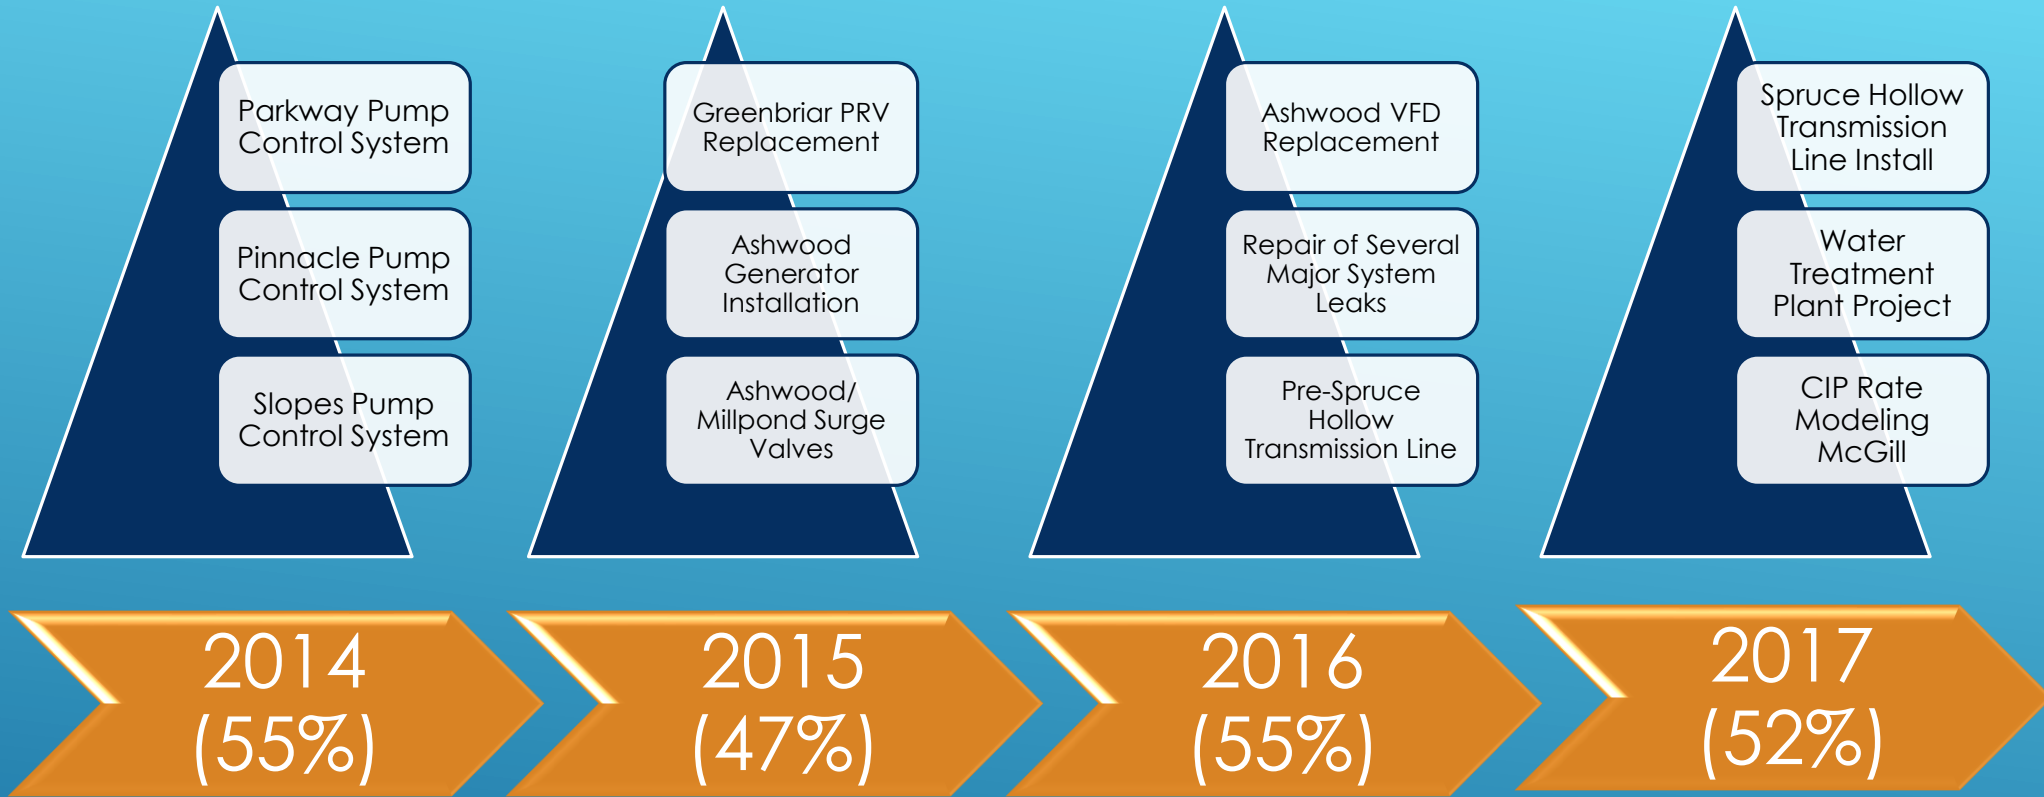 Parkway Pump
Control System
Pinnacle Pump
Control System
Slopes Pump
Control System
Greenbriar PRV
Replacement
Ashwood
Generator
Installation
Ashwood/
Millpond Surge
Valves
Ashwood VFD
Replacement
Repair of Several
Major System
Leaks
Pre-Spruce
Hollow
Transmission Line
Spruce Hollow
Transmission
Line Install
Water
Treatment
Plant Project
CIP Rate
Modeling
McGill
2014
(55%)
2015
(47%)
2016
(55%)
2017
(52%)